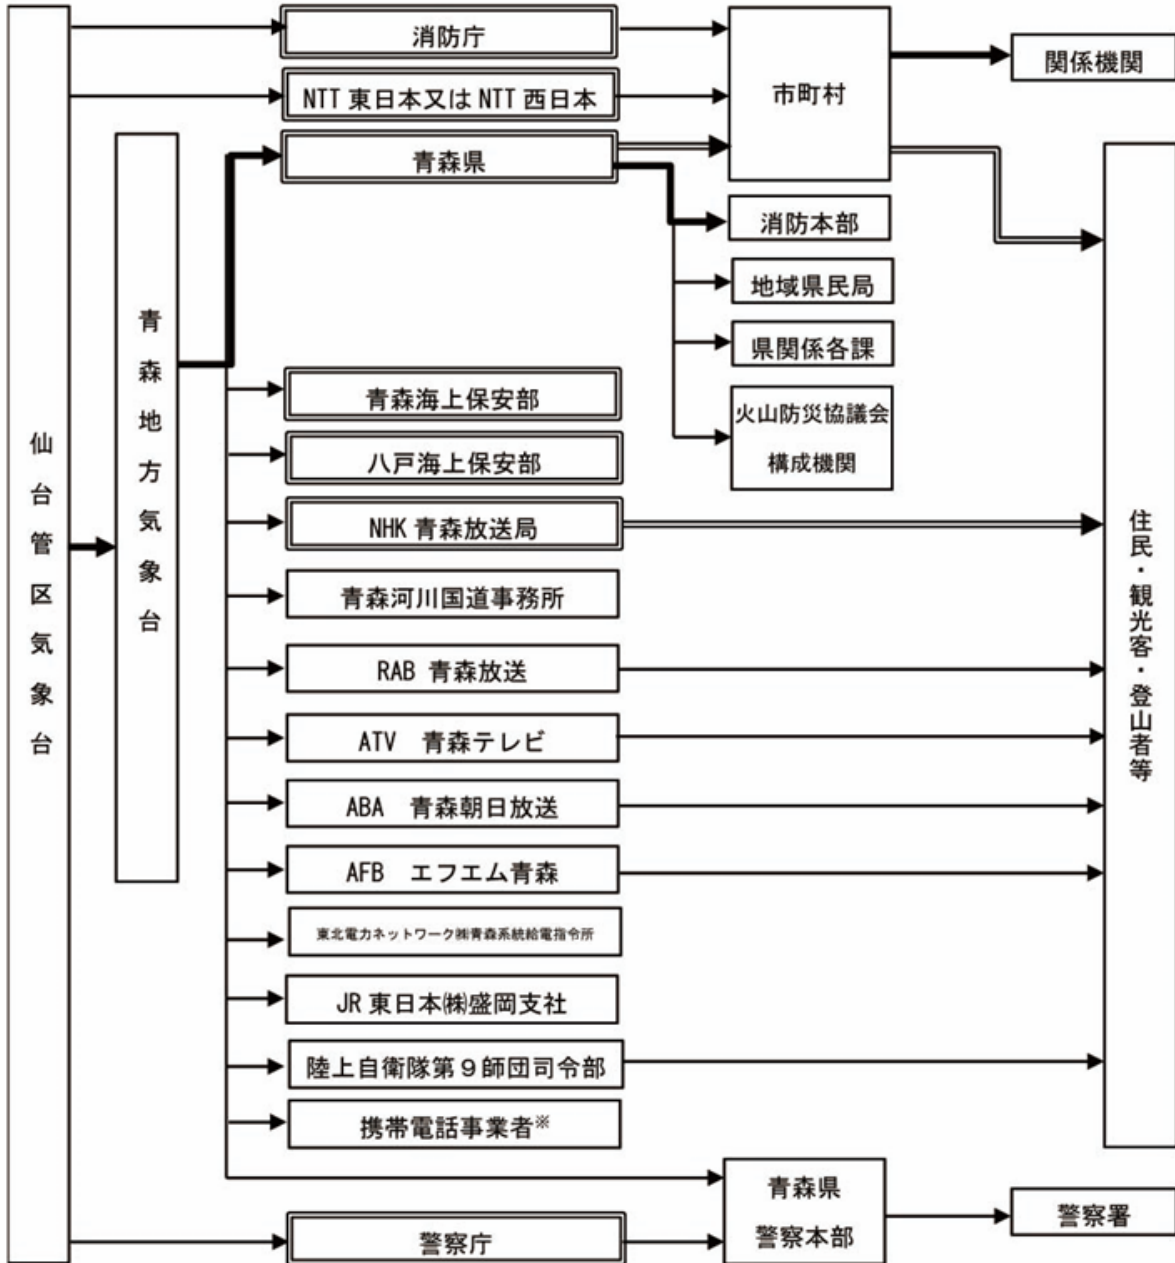 仙台管区気象台
青森地方気象台
消防庁
NTT 東日本又は NTT 西日本
青森県
青森海上保安部
八戸海上保安部
NHK 青森放送局
青森河川国道事務所
RAB 青森放送
ATV 青森テレビ
ABA 青森朝日放送
AFB エフエム青森
東北電力ネットワーク㈱青森系統給電指令所
JR 東日本㈱盛岡支社
陸上自衛隊第9師団司令部
携帯電話事業者※
警察庁
市町村
消防本部
地域県民局
県関係各課
火山防災協議会
構成機関
青森県
警察本部
関係機関
住民・観光客・登山者等
警察署